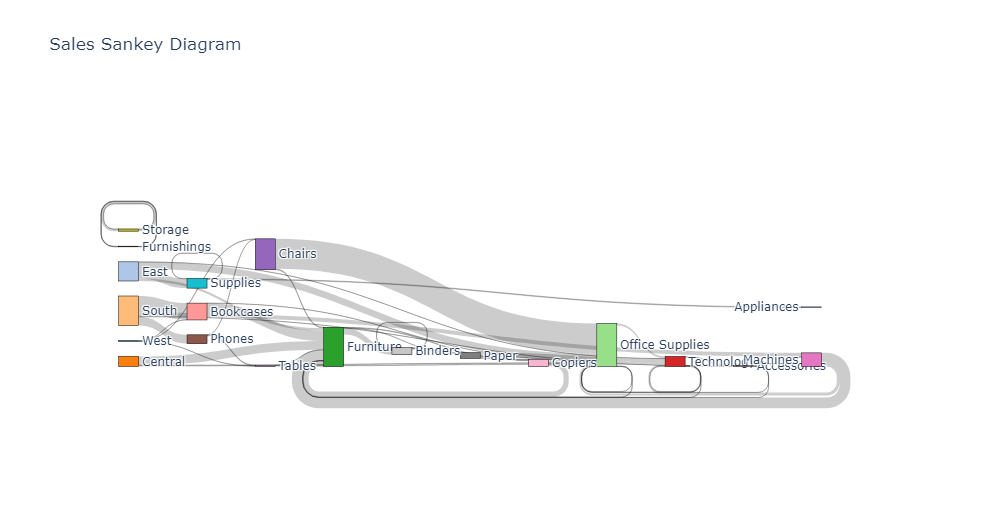 Sales Sankey Diagram
Storage
Furnishings
Chairs
East
Supplies
Appliances
South
Bookcases
West
Phones
Furniture
Office Supplies
Binders
Paper
Central
Tables
Copiers
Machines
Accessories